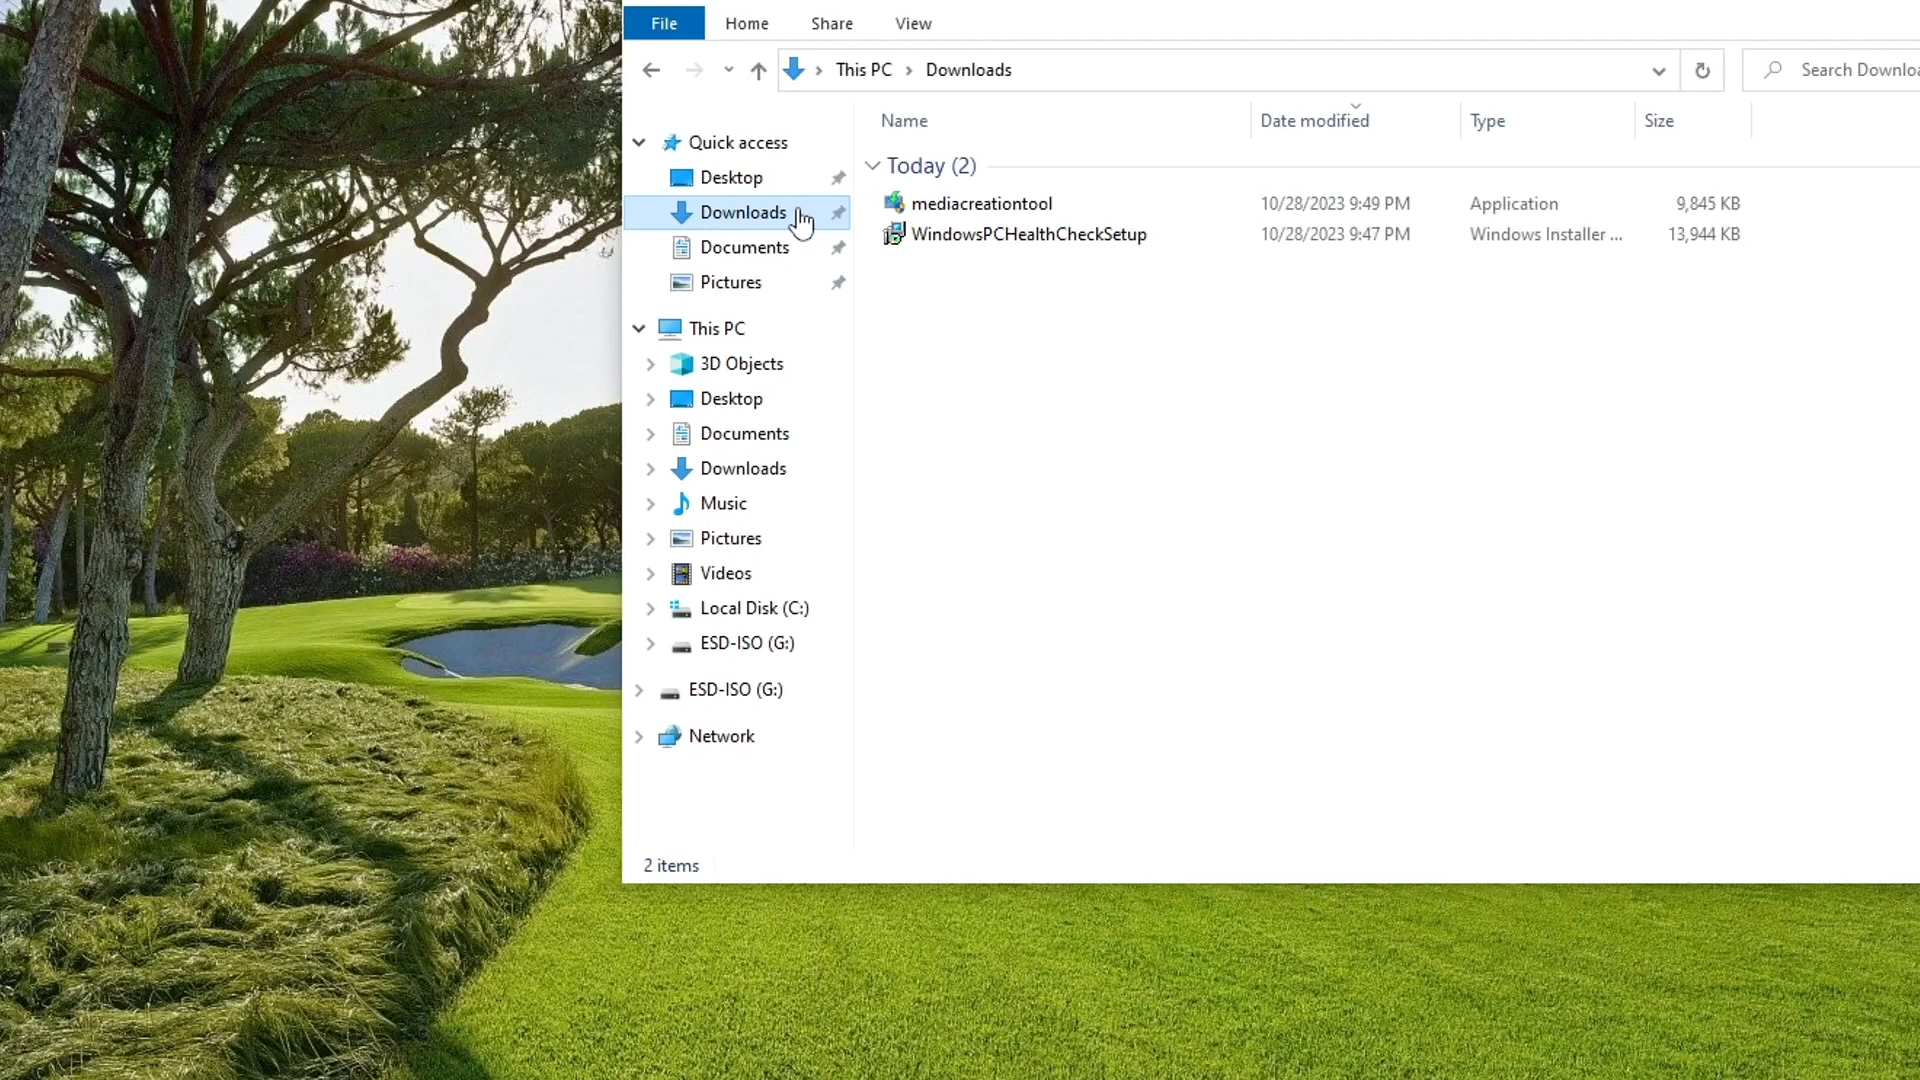 File Home Share View
This PC Downloads
Search Downloa
Name Date modified Type Size
Quick access
Today (2)
Desktop
mediacreationtool 10/28/2023 9:49 PM Application 9,845 KB
Downloads
WindowsPCHealthCheckSetup 10/28/2023 9:47 PM Windows Installer ... 13,944 KB
Documents
Pictures
This PC
3D Objects
Desktop
Documents
Downloads
Music
Pictures
Videos
Local Disk (C:)
ESD-ISO (G:)
ESD-ISO (G:)
Network
2 items